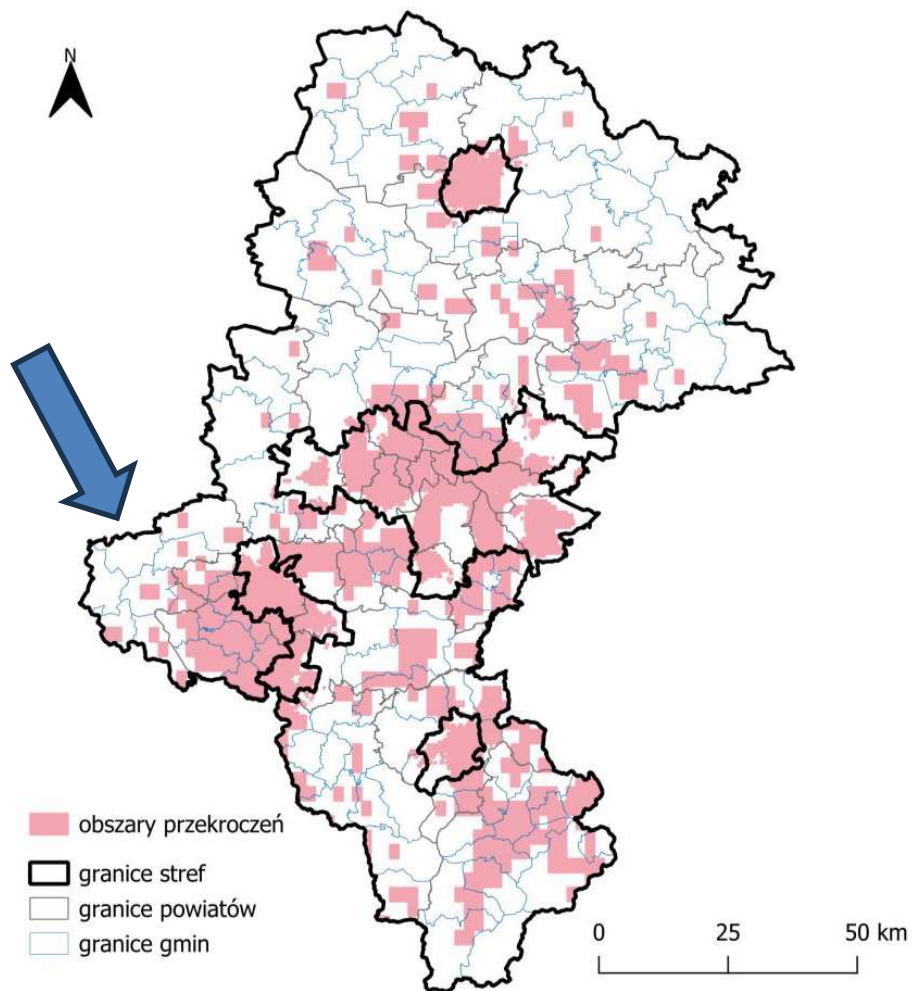 N
obszary przekroczeń
granice stref
granice powiatów
granice gmin
0 25 50 km